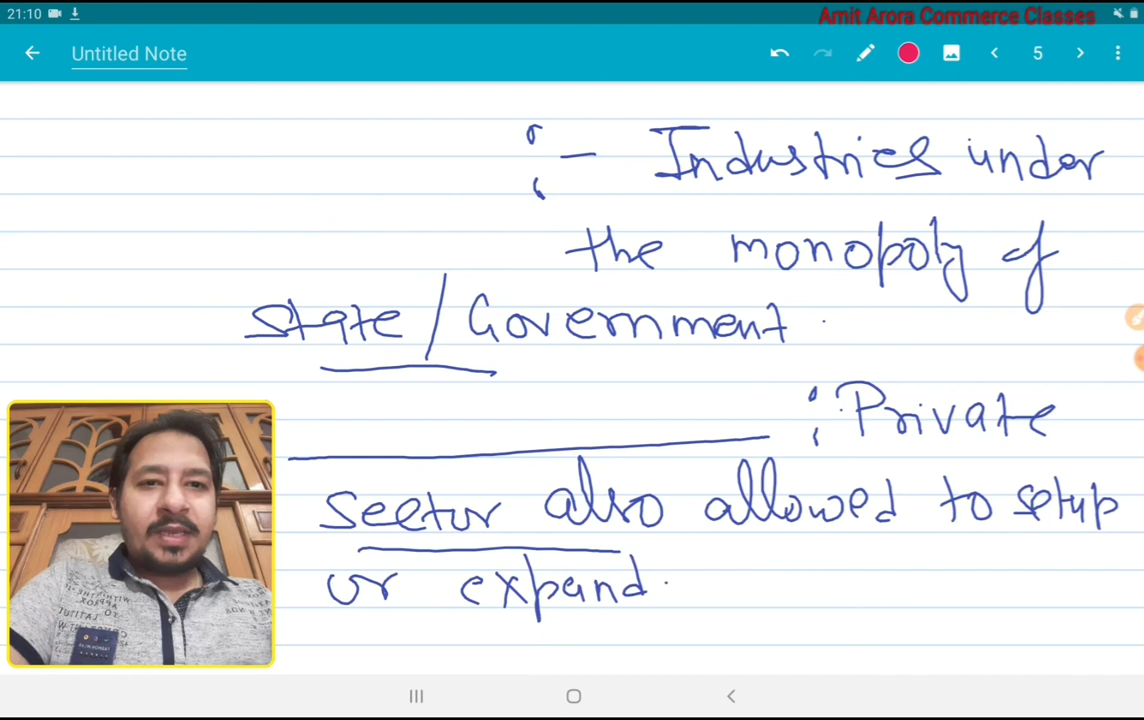 21:10
Amit Arora Commerce Classes
Untitled Note
5
:- Industries under
the monopoly of
State/Government.
: Private
Sector also allowed to setup
or expand.